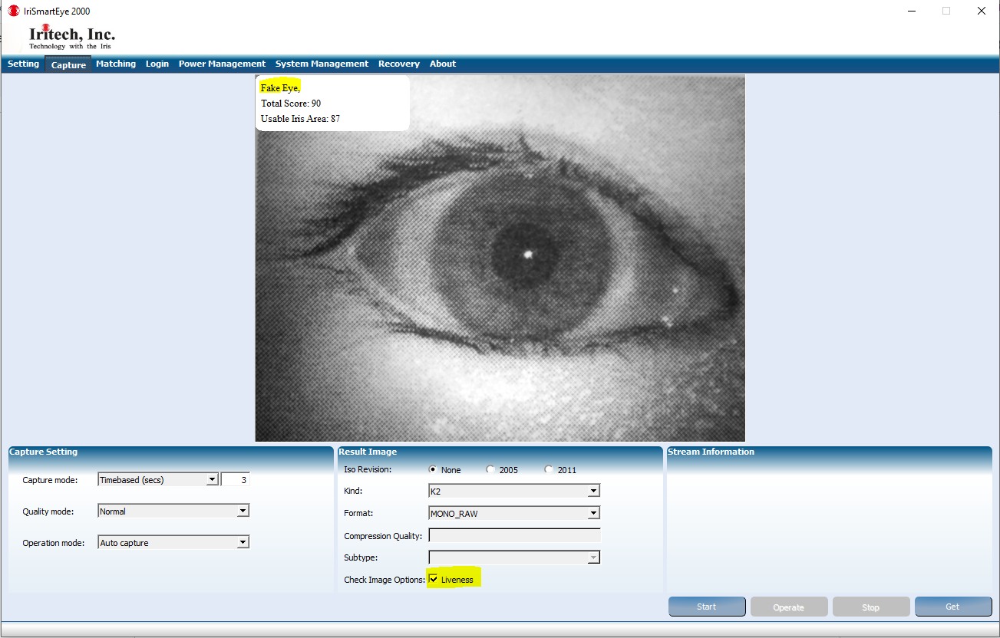 IriSmartEye 2000
Iritech, Inc.
Technology with the Iris
Setting Capture Matching Login Power Management System Management Recovery About
Fake Eye,
Total Score: 90
Usable Iris Area: 87
Capture Setting
Capture mode: Timebased (secs) 3
Quality mode: Normal
Operation mode: Auto capture
Result Image
Iso Revision: None 2005 2011
Kind: K2
Format: MONO_RAW
Compression Quality:
Subtype:
Check Image Options: Liveness
Stream Information
Start Operate Stop Get